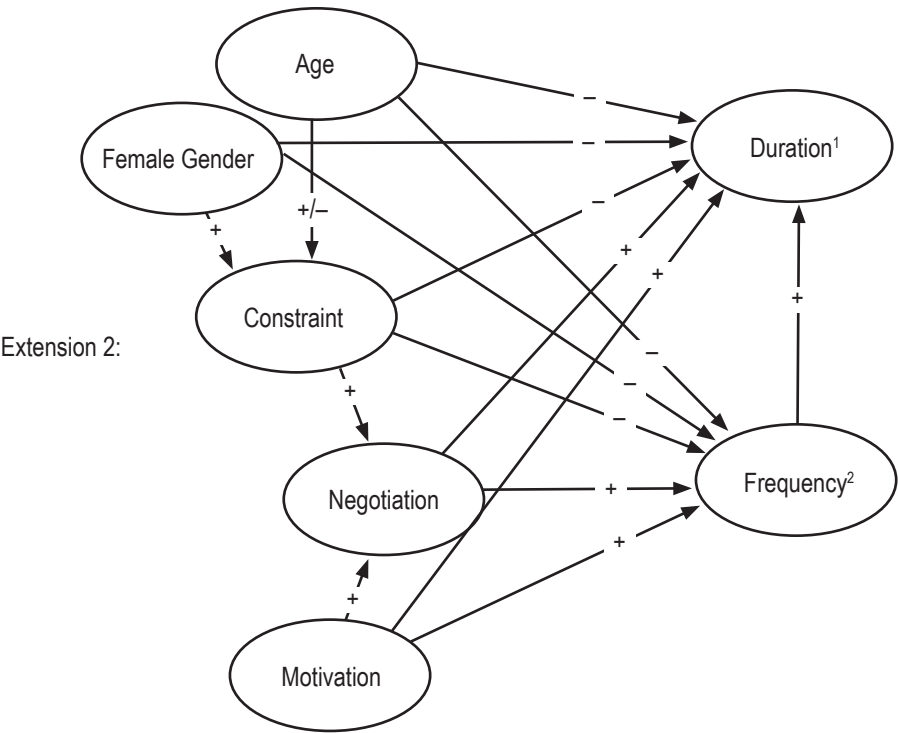 Age
–
Duration¹
Female Gender
–
+/–
–
+
+
+
Constraint
+
Extension 2:
–
–
+
–
Frequency²
Negotiation
+
+
+
Motivation